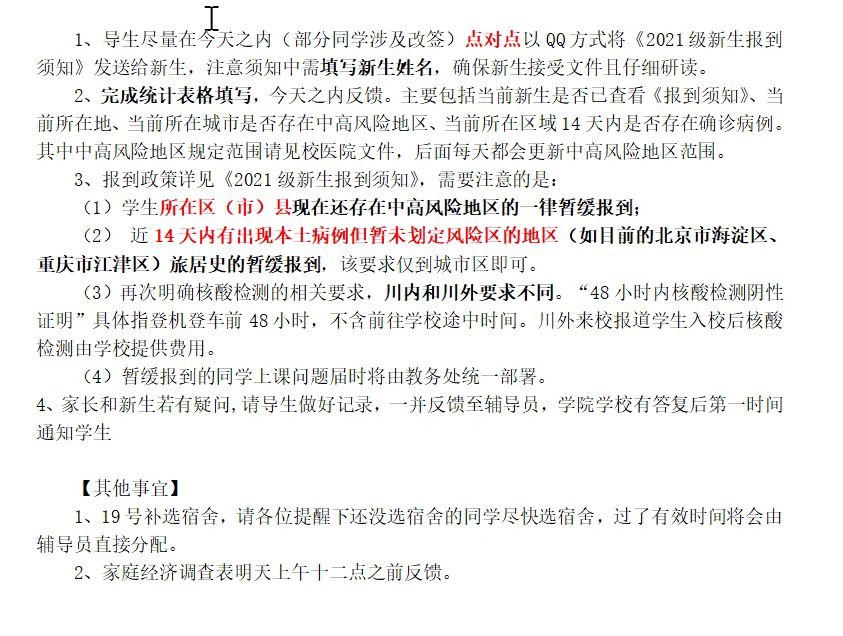 1、导生尽量在今天之内（部分同学涉及改签）点对点以 QQ 方式将《2021 级新生报到
须知》发送给新生，注意须知中需填写新生姓名，确保新生接受文件且仔细研读。
2、完成统计表格填写，今天之内反馈。主要包括当前新生是否已查看《报到须知》、当
前所在地、当前所在城市是否存在中高风险地区、当前所在区域 14 天内是否存在确诊病例。
其中中高风险地区规定范围请见校医院文件，后面每天都会更新中高风险地区范围。
3、报到政策详见《2021 级新生报到须知》，需要注意的是：
（1）学生所在区（市）县现在还存在中高风险地区的一律暂缓报到；
（2） 近 14 天内有出现本土病例但暂未划定风险区的地区（如目前的北京市海淀区、
重庆市江津区）旅居史的暂缓报到，该要求仅到城市区即可。
（3）再次明确核酸检测的相关要求，川内和川外要求不同。“48 小时内核酸检测阴性
证明”具体指登机登车前 48 小时，不含前往学校途中时间。川外来校报道学生入校后核酸
检测由学校提供费用。
（4）暂缓报到的同学上课问题届时将由教务处统一部署。
4、家长和新生若有疑问,请导生做好记录，一并反馈至辅导员，学院学校有答复后第一时间
通知学生
【其他事宜】
1、19 号补选宿舍，请各位提醒下还没选宿舍的同学尽快选宿舍，过了有效时间将会由
辅导员直接分配。
2、家庭经济调查表明天上午十二点之前反馈。